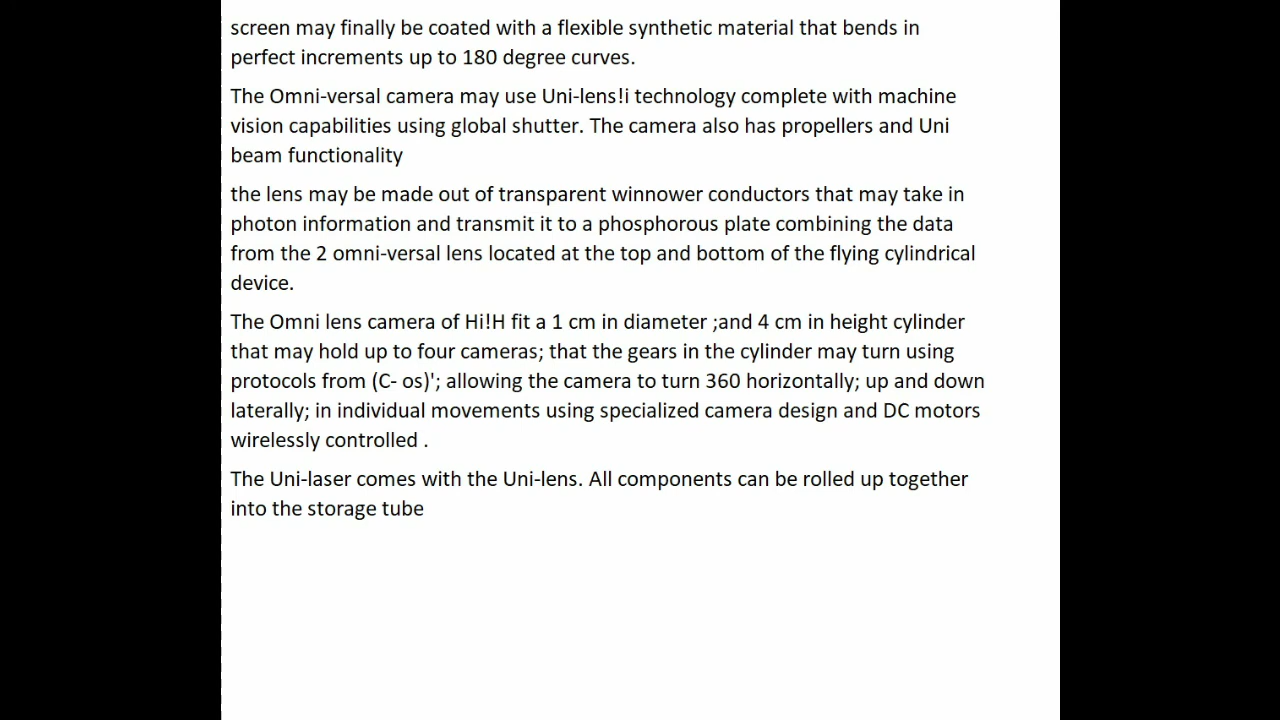 screen may finally be coated with a flexible synthetic material that bends in
perfect increments up to 180 degree curves.
The Omni-versal camera may use Uni-lens!i technology complete with machine
vision capabilities using global shutter. The camera also has propellers and Uni
beam functionality
the lens may be made out of transparent winnower conductors that may take in
photon information and transmit it to a phosphorous plate combining the data
from the 2 omni-versal lens located at the top and bottom of the flying cylindrical
device.
The Omni lens camera of Hi!H fit a 1 cm in diameter ;and 4 cm in height cylinder
that may hold up to four cameras; that the gears in the cylinder may turn using
protocols from (C- os)'; allowing the camera to turn 360 horizontally; up and down
laterally; in individual movements using specialized camera design and DC motors
wirelessly controlled .
The Uni-laser comes with the Uni-lens. All components can be rolled up together
into the storage tube